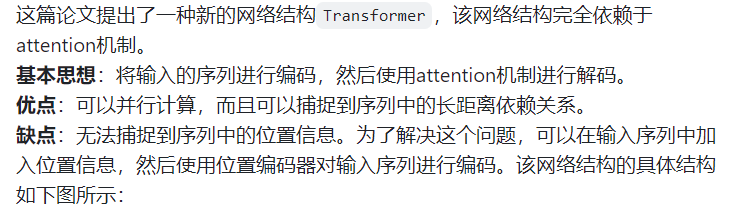 这篇论文提出了一种新的网络结构 Transformer ，该网络结构完全依赖于
attention机制。
基本思想：将输入的序列进行编码，然后使用attention机制进行解码。
优点：可以并行计算，而且可以捕捉到序列中的长距离依赖关系。
缺点：无法捕捉到序列中的位置信息。为了解决这个问题，可以在输入序列中加
入位置信息，然后使用位置编码器对输入序列进行编码。该网络结构的具体结构
如下图所示：